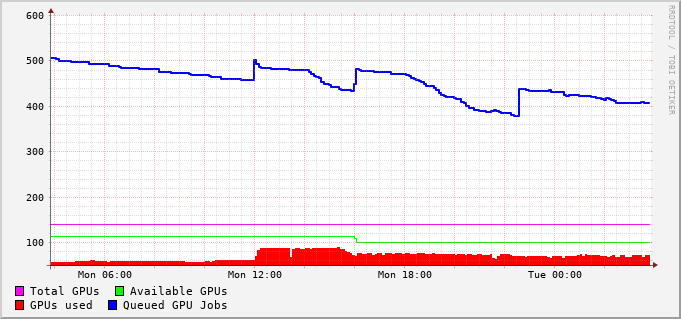 600
500
400
300
200
100
Mon 06:00 Mon 12:00 Mon 18:00 Tue 00:00
Total GPUs Available GPUs
GPUs used Queued GPU Jobs
RRDTOOL / TOBI OETIKER